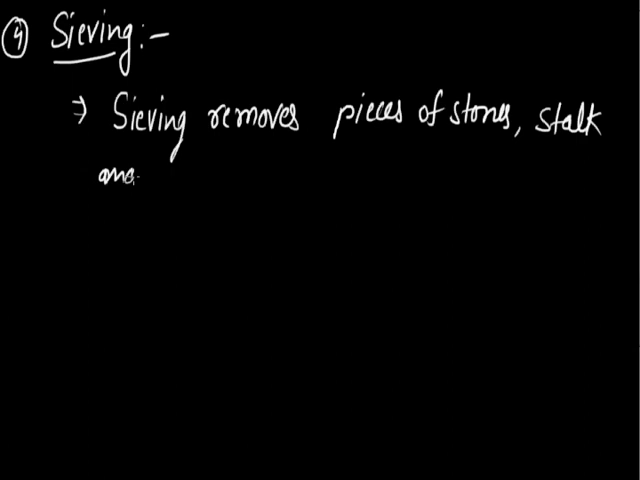 ④ Sieving:-
⇒ Sieving removes pieces of stones, stalk